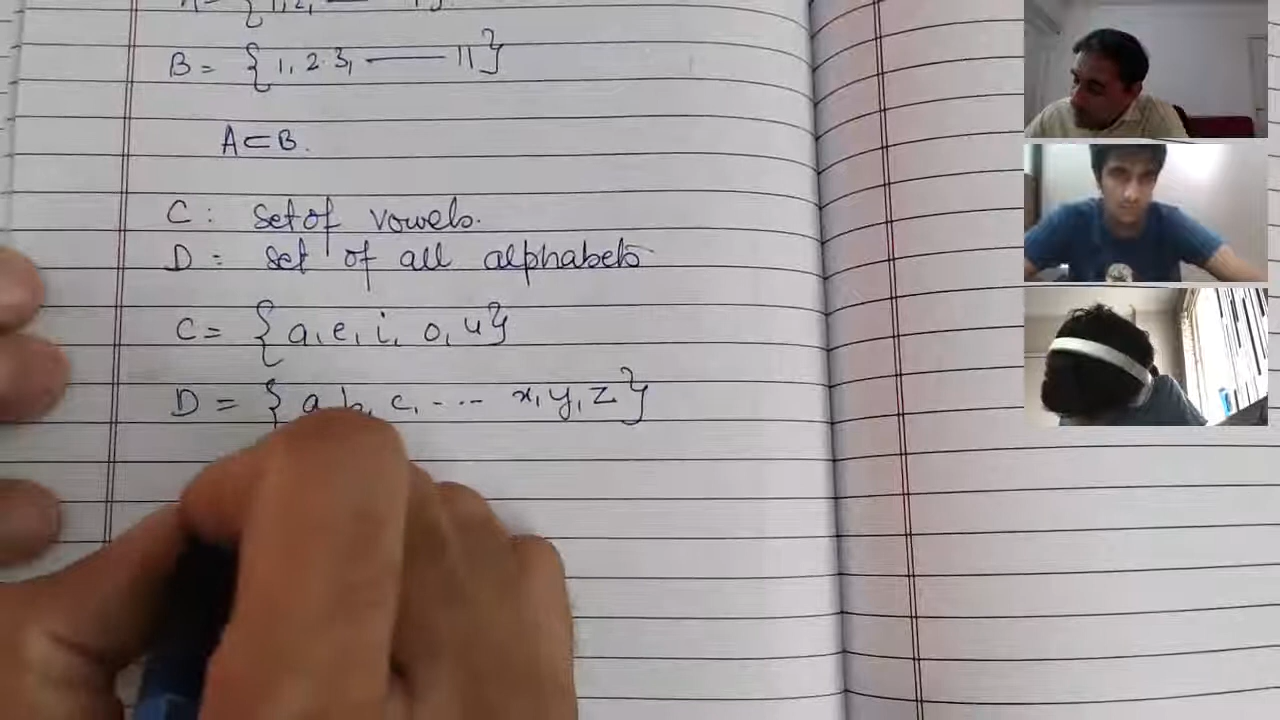 B = { 1, 2 3, —— 11}
A ⊂ B.
C : set of vowels.
D : set of all alphabets
C = { a, e, i, o, u}
D = { a, b, c, - --- x, y, z}